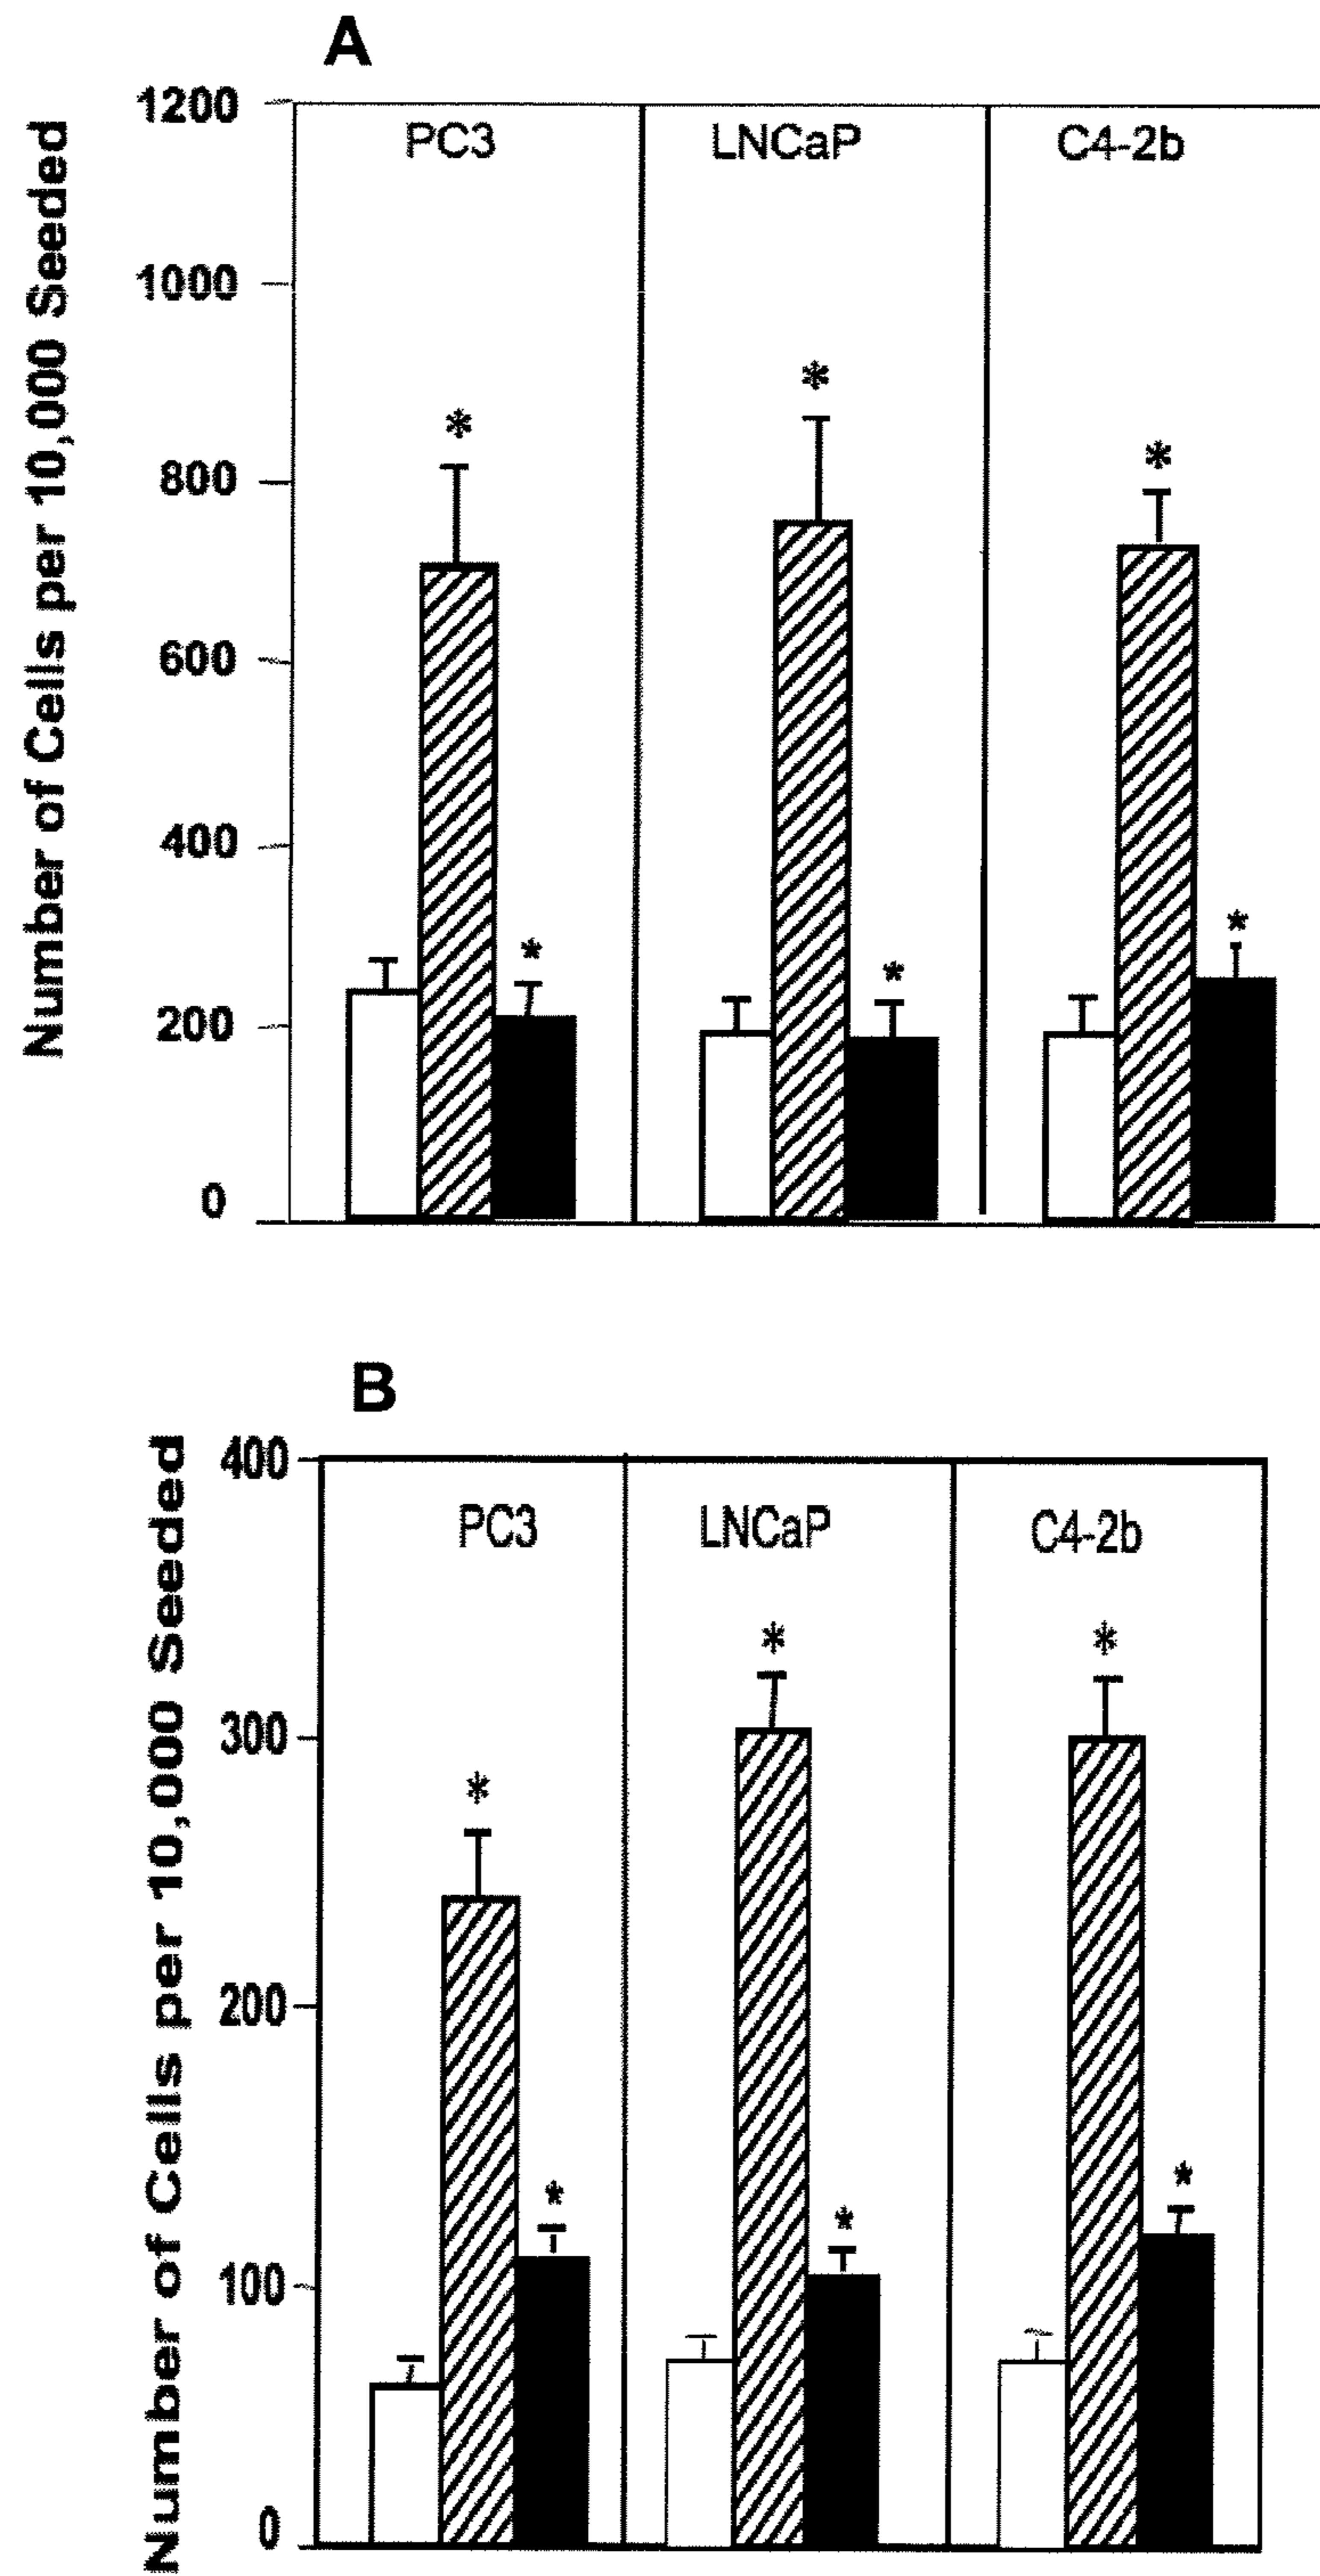 A
Number of Cells per 10,000 Seeded
1200
1000
800
600
400
200
0
PC3
LNCaP
C4-2b
*
*
*
*
*
*
B
Number of Cells per 10,000 Seeded
400
300
200
100
0
PC3
LNCaP
C4-2b
*
*
*
*
*
*